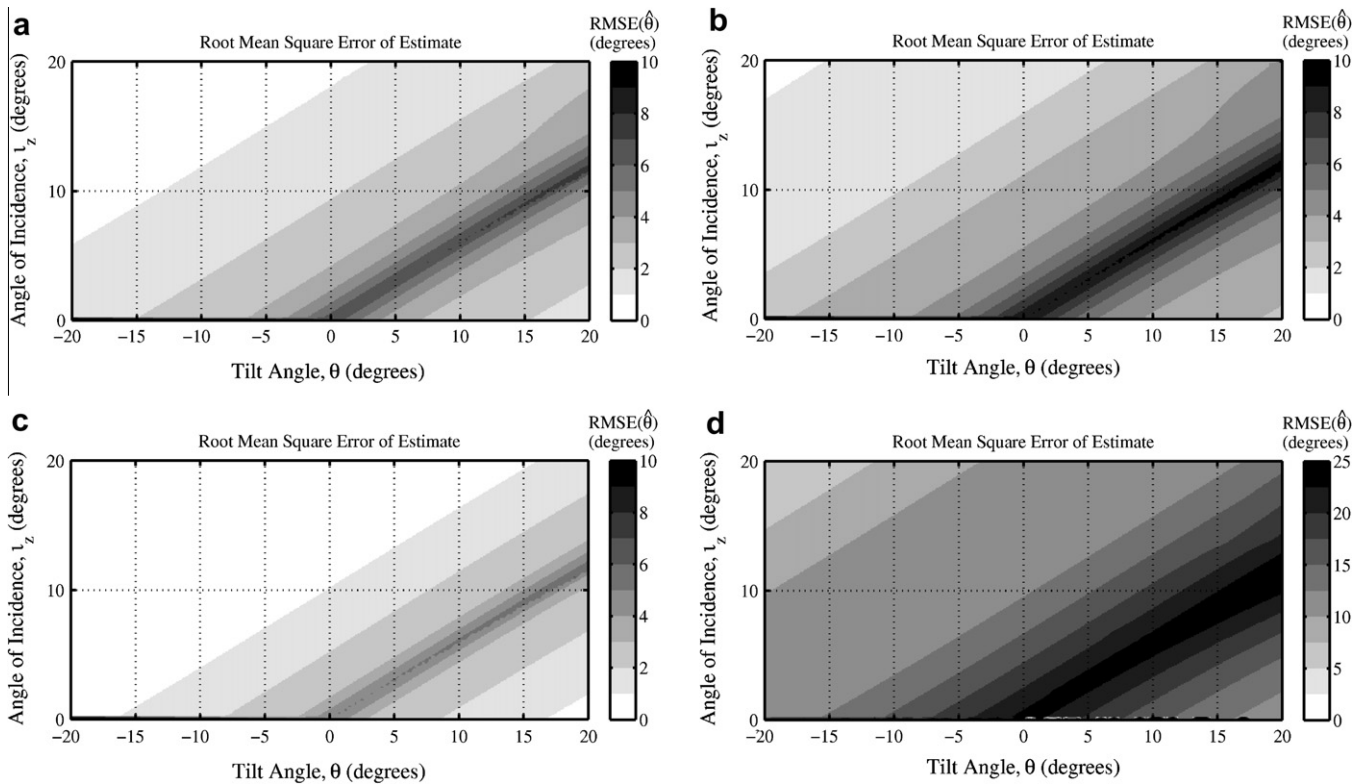 a
Root Mean Square Error of Estimate
RMSE(θ̂)
(degrees)
Angle of Incidence, ι_z (degrees)
20
10
0
−20 −15 −10 −5 0 5 10 15 20
Tilt Angle, θ (degrees)
10
8
6
4
2
0
b
Root Mean Square Error of Estimate
RMSE(θ̂)
(degrees)
Angle of Incidence, ι_z (degrees)
20
10
0
−20 −15 −10 −5 0 5 10 15 20
Tilt Angle, θ (degrees)
10
8
6
4
2
0
c
Root Mean Square Error of Estimate
RMSE(θ̂)
(degrees)
Angle of Incidence, ι_z (degrees)
20
10
0
−20 −15 −10 −5 0 5 10 15 20
Tilt Angle, θ (degrees)
10
8
6
4
2
0
d
Root Mean Square Error of Estimate
RMSE(θ̂)
(degrees)
Angle of Incidence, ι_z (degrees)
20
10
0
−20 −15 −10 −5 0 5 10 15 20
Tilt Angle, θ (degrees)
25
20
15
10
5
0